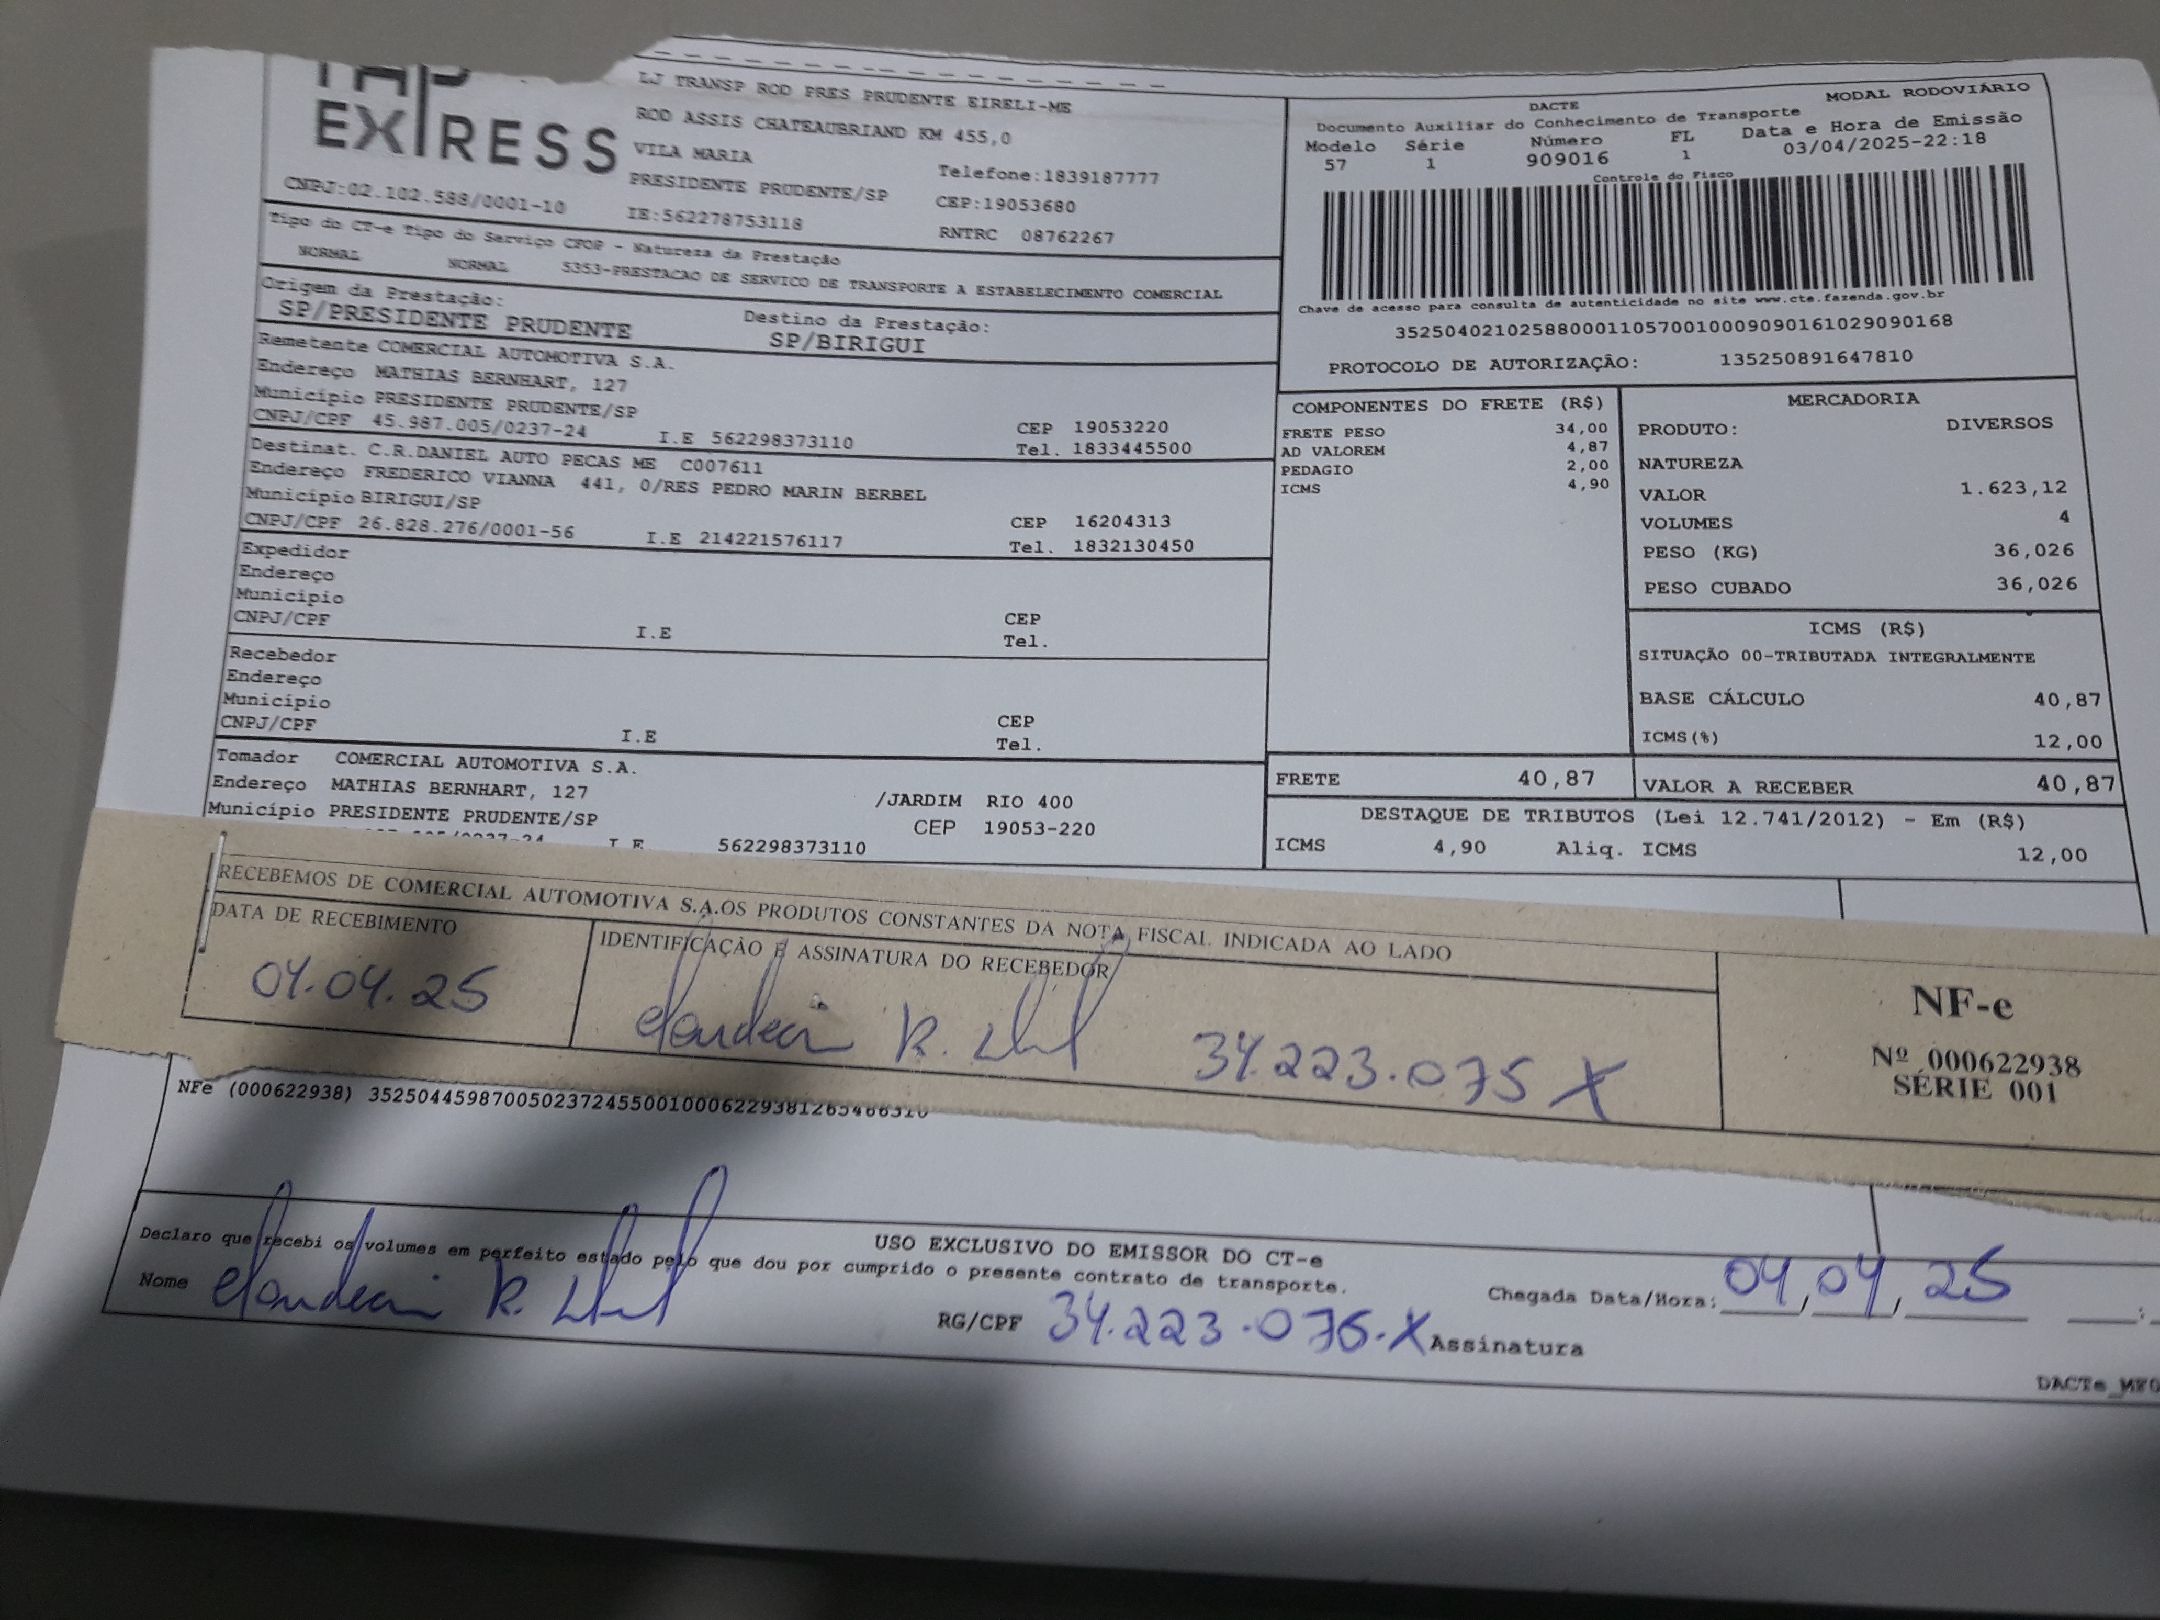 TAP
EXPRESS
CNPJ:02.102.588/0001-10
LJ TRANSP ROD PRES PRUDENTE EIRELI-ME
ROD ASSIS CHATEAUBRIAND KM 455,0
VILA MARIA
Telefone:1839187777
PRESIDENTE PRUDENTE/SP
CEP:19053680
IE:562278753118
RNTRC 08762267
Tipo do CT-e Tipo do Serviço CFOP - Natureza da Prestação
NORMAL NORMAL 5353-PRESTACAO DE SERVICO DE TRANSPORTE A ESTABELECIMENTO COMERCIAL
Origem da Prestação: Destino da Prestação:
SP/PRESIDENTE PRUDENTE SP/BIRIGUI
Remetente COMERCIAL AUTOMOTIVA S.A.
Endereço MATHIAS BERNHART, 127
Município PRESIDENTE PRUDENTE/SP CEP 19053220
CNPJ/CPF 45.987.005/0237-24 I.E 562298373110 Tel. 1833445500
Destinat. C.R.DANIEL AUTO PECAS ME C007611
Endereço FREDERICO VIANNA 441, 0/RES PEDRO MARIN BERBEL
Município BIRIGUI/SP CEP 16204313
CNPJ/CPF 26.828.276/0001-56 I.E 214221576117 Tel. 1832130450
Expedidor
Endereço
Município CEP
CNPJ/CPF I.E Tel.
Recebedor
Endereço
Município CEP
CNPJ/CPF I.E Tel.
Tomador COMERCIAL AUTOMOTIVA S.A.
Endereço MATHIAS BERNHART, 127 /JARDIM RIO 400
Município PRESIDENTE PRUDENTE/SP CEP 19053-220
I E 562298373110
DACTE MODAL RODOVIÁRIO
Documento Auxiliar do Conhecimento de Transporte
Modelo Série Número FL Data e Hora de Emissão
57 1 909016 1 03/04/2025-22:18
Controle do Fisco
Chave de acesso para consulta de autenticidade no site www.cte.fazenda.gov.br
35250402102588000110570010009090161029090168
PROTOCOLO DE AUTORIZAÇÃO: 135250891647810
COMPONENTES DO FRETE (R$)
FRETE PESO 34,00
AD VALOREM 4,87
PEDAGIO 2,00
ICMS 4,90
MERCADORIA
PRODUTO: DIVERSOS
NATUREZA
VALOR 1.623,12
VOLUMES 4
PESO (KG) 36,026
PESO CUBADO 36,026
ICMS (R$)
SITUAÇÃO 00-TRIBUTADA INTEGRALMENTE
BASE CÁLCULO 40,87
ICMS(%) 12,00
FRETE 40,87 VALOR A RECEBER 40,87
DESTAQUE DE TRIBUTOS (Lei 12.741/2012) - Em (R$)
ICMS 4,90 Aliq. ICMS 12,00
RECEBEMOS DE COMERCIAL AUTOMOTIVA S.A.OS PRODUTOS CONSTANTES DA NOTA FISCAL INDICADA AO LADO
DATA DE RECEBIMENTO IDENTIFICAÇÃO E ASSINATURA DO RECEBEDOR
04.04.25 34.223.075 X
NF-e
Nº 000622938
SÉRIE 001
NFe (000622938)
USO EXCLUSIVO DO EMISSOR DO CT-e
Declaro que recebi os volumes em perfeito estado pelo que dou por cumprido o presente contrato de transporte.
Nome RG/CPF 34.223.075-X Assinatura
Chegada Data/Hora: 04/04/25 :